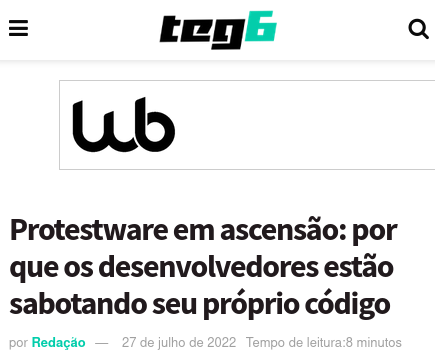 teg6
wb
Protestware em ascensão: por
que os desenvolvedores estão
sabotando seu próprio código
por Redação — 27 de julho de 2022 Tempo de leitura:8 minutos